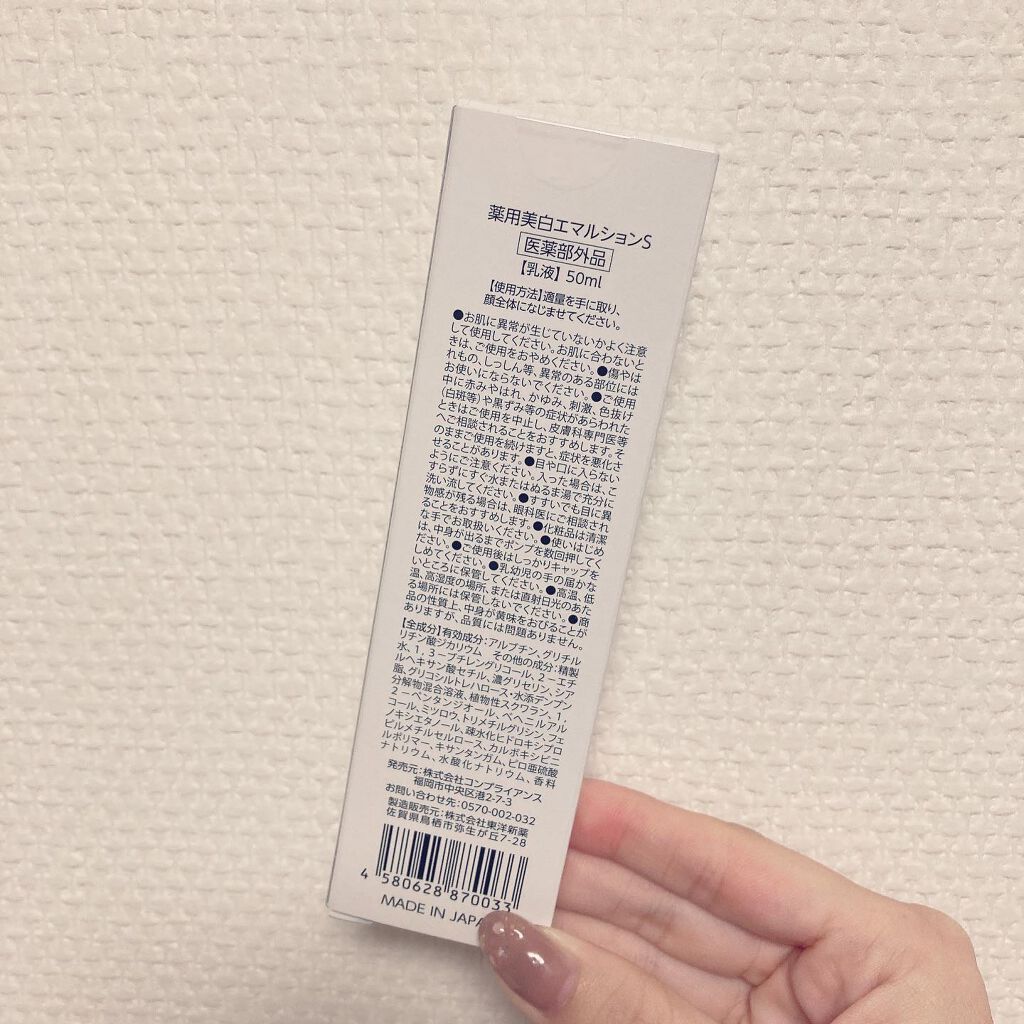 薬用美白エマルションS
医薬部外品
【乳液】50ml
【使用方法】適量を手に取り、
顔全体になじませてください。
●お肌に異常が生じていないかよく注意
して使用してください。お肌に合わないと
きは、ご使用をおやめください。●傷やは
れもの、しっしん等、異常のある部位には
お使いにならないでください。●ご使用
中に赤みやはれ、かゆみ、刺激、色抜け
(白斑等)や黒ずみ等の症状があらわれた
ときはご使用を中止し、皮膚科専門医等
へご相談されることをおすすめします。そ
のままご使用を続けますと、症状を悪化さ
せることがあります。●目や口に入らない
ようにご注意ください。入った場合は、こ
すらずにすぐ水またはぬるま湯で充分に
洗い流してください。●すすいでも目に異
物感が残る場合は、眼科医にご相談され
ることをおすすめします。●化粧品は清潔
な手でお取扱いください。●使いはじめ
は、中身が出るまでポンプを数回押してく
ださい。●ご使用後はしっかりキャップを
しめてください。●乳幼児の手の届かな
いところに保管してください。●高温、低
温、高湿度の場所、または直射日光のあた
る場所には保管しないでください。●商
品の性質上、中身が黄味をおびることが
ありますが、品質には問題ありません。
【全成分】有効成分:アルブチン、グリチル
リチン酸ジカリウム その他の成分:精製
水、1,3-ブチレングリコール、2-エチ
ルヘキサン酸セチル、濃グリセリン、シア
脂、グリコシルトレハロース・水添デンプン
分解物混合溶液、植物性スクワラン、1,
2-ペンタンジオール、ベヘニルアル
コール、ミツロウ、トリメチルグリシン、フェ
ノキシエタノール、疎水化ヒドロキシプロ
ピルメチルセルロース、カルボキシビニ
ルポリマー、キサンタンガム、ピロ亜硫酸
ナトリウム、水酸化ナトリウム、香料
発売元:株式会社コンプライアンス
福岡市中央区港2-7-3
お問い合わせ先:0570-002-032
製造販売元:株式会社東洋新薬
佐賀県鳥栖市弥生が丘7-28
4 580628 870033
MADE IN JAPA